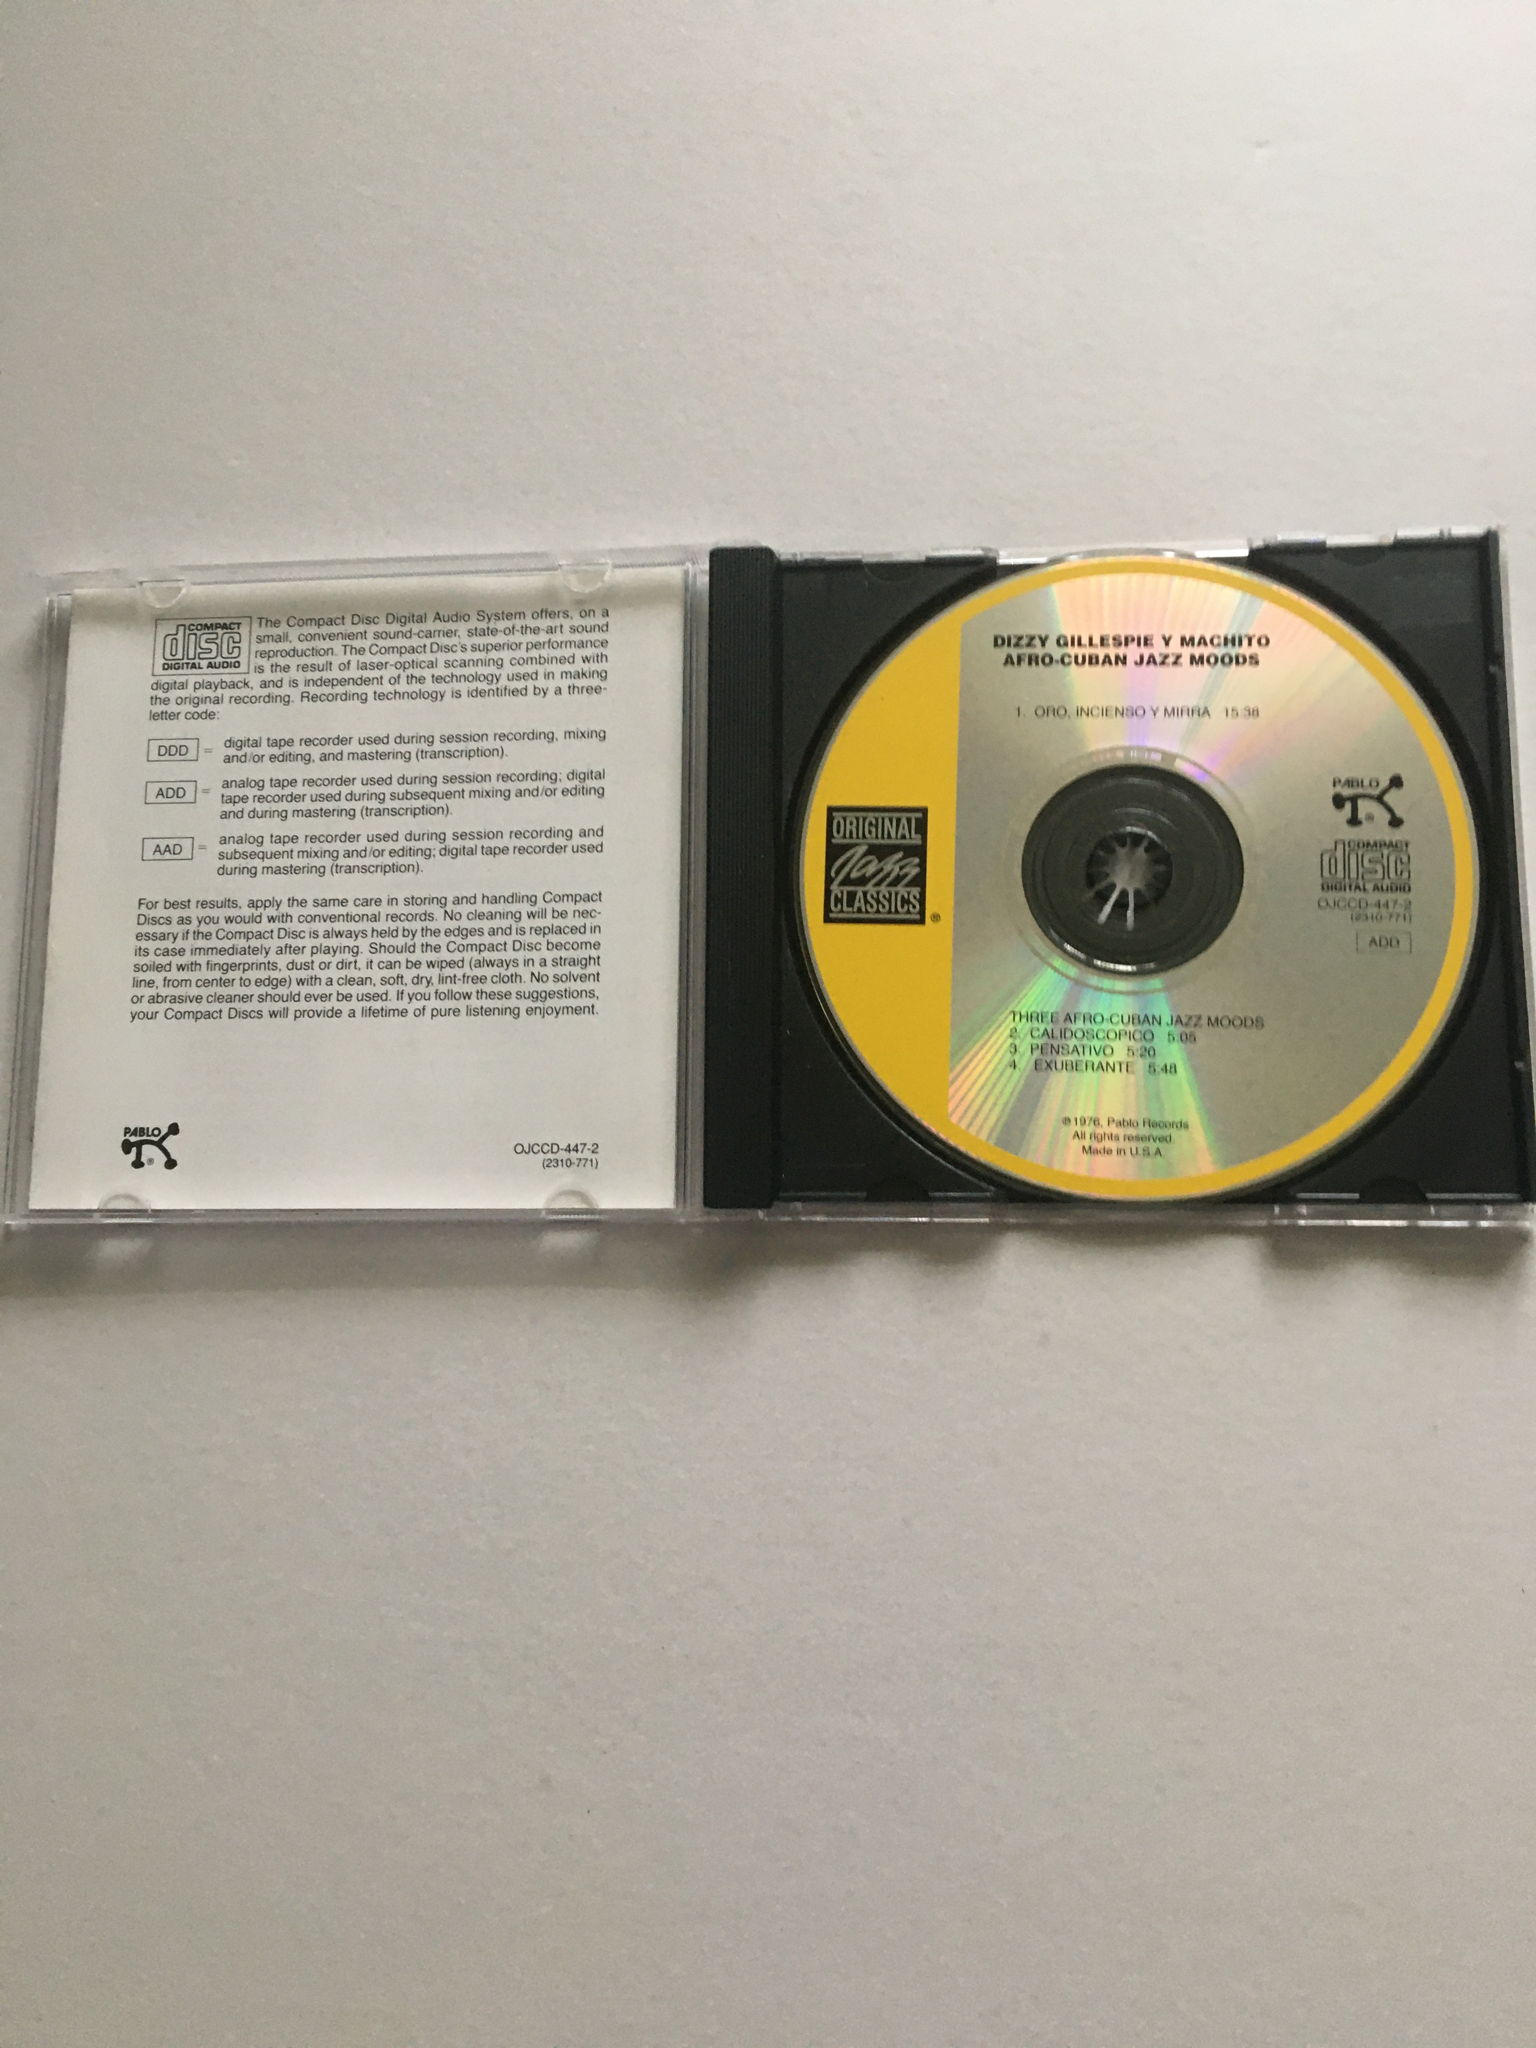 COMPACT
disc
DIGITAL AUDIO
The Compact Disc Digital Audio System offers, on a
small, convenient sound-carrier, state-of-the-art sound
reproduction. The Compact Disc's superior performance
is the result of laser-optical scanning combined with
digital playback, and is independent of the technology used in making
the original recording. Recording technology is identified by a three-
letter code:
DDD = digital tape recorder used during session recording, mixing
and/or editing, and mastering (transcription).
ADD = analog tape recorder used during session recording; digital
tape recorder used during subsequent mixing and/or editing
and during mastering (transcription).
AAD = analog tape recorder used during session recording and
subsequent mixing and/or editing; digital tape recorder used
during mastering (transcription).
For best results, apply the same care in storing and handling Compact
Discs as you would with conventional records. No cleaning will be nec-
essary if the Compact Disc is always held by the edges and is replaced in
its case immediately after playing. Should the Compact Disc become
soiled with fingerprints, dust or dirt, it can be wiped (always in a straight
line, from center to edge) with a clean, soft, dry, lint-free cloth. No solvent
or abrasive cleaner should ever be used. If you follow these suggestions,
your Compact Discs will provide a lifetime of pure listening enjoyment.
PABLO
®
OJCCD-447-2
(2310-771)
DIZZY GILLESPIE Y MACHITO
AFRO-CUBAN JAZZ MOODS
1. ORO, INCIENSO Y MIRRA 15:38
ORIGINAL
Jazz
CLASSICS
®
PABLO
®
COMPACT
disc
DIGITAL AUDIO
OJCCD-447-2
(2310-771)
ADD
THREE AFRO-CUBAN JAZZ MOODS
2. CALIDOSCOPICO 5:05
3. PENSATIVO 5:20
4. EXUBERANTE 5:48
℗ 1976, Pablo Records
All rights reserved.
Made in U.S.A.